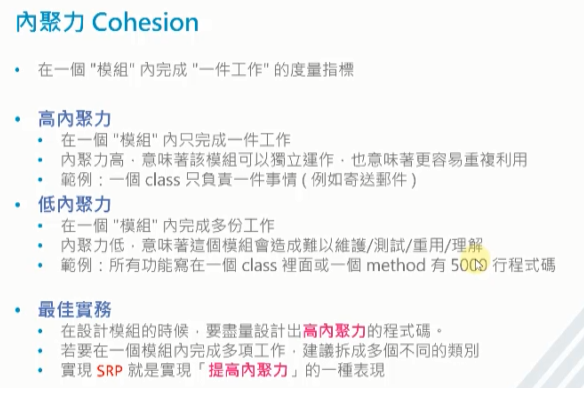 內聚力 Cohesion
• 在一個 "模組" 內完成 "一件工作" 的度量指標
• 高內聚力
• 在一個 "模組" 內只完成一件工作
• 內聚力高，意味著該模組可以獨立運作，也意味著更容易重複利用
• 範例：一個 class 只負責一件事情 ( 例如寄送郵件 )
• 低內聚力
• 在一個 "模組" 內完成多份工作
• 內聚力低，意味著這個模組會造成難以維護/測試/重用/理解
• 範例：所有功能寫在一個 class 裡面或一個 method 有 5000 行程式碼
• 最佳實務
• 在設計模組的時候，要盡量設計出高內聚力的程式碼。
• 若要在一個模組內完成多項工作，建議拆成多個不同的類別
• 實現 SRP 就是實現「提高內聚力」的一種表現